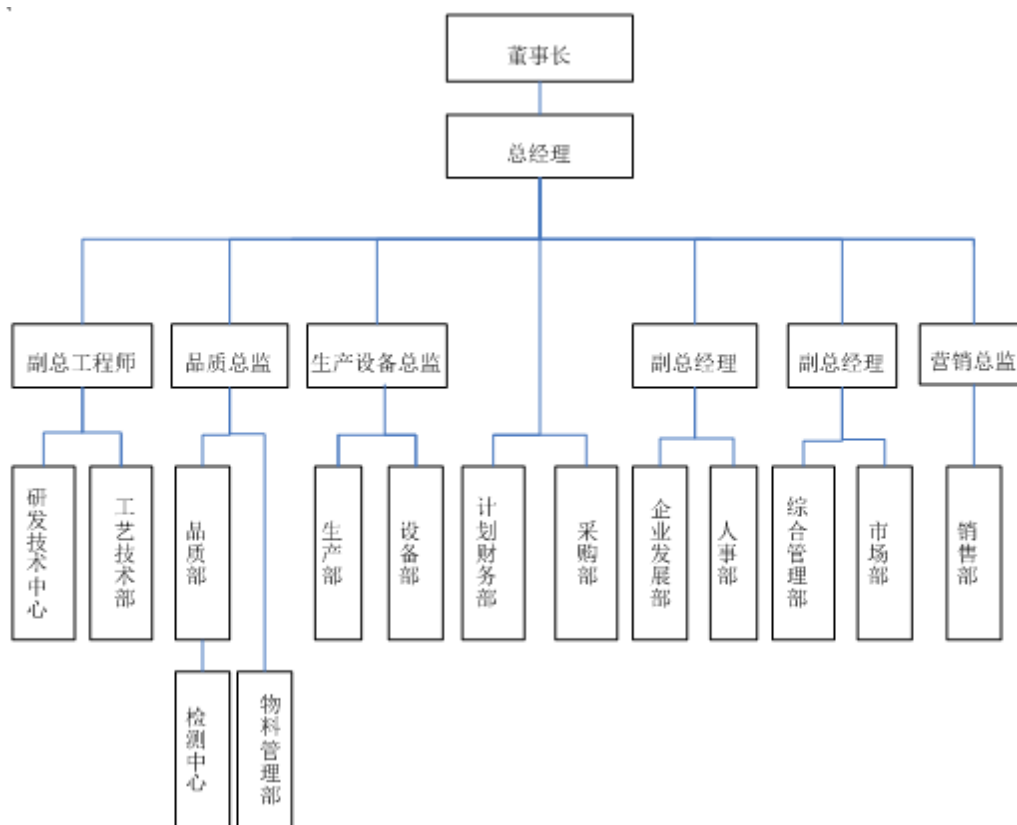 董事长
总经理
副总工程师
品质总监
生产设备总监
副总经理
副总经理
营销总监
研发技术中心
工艺技术部
品质部
生产部
设备部
计划财务部
采购部
企业发展部
人事部
综合管理部
市场部
销售部
检测中心
物料管理部